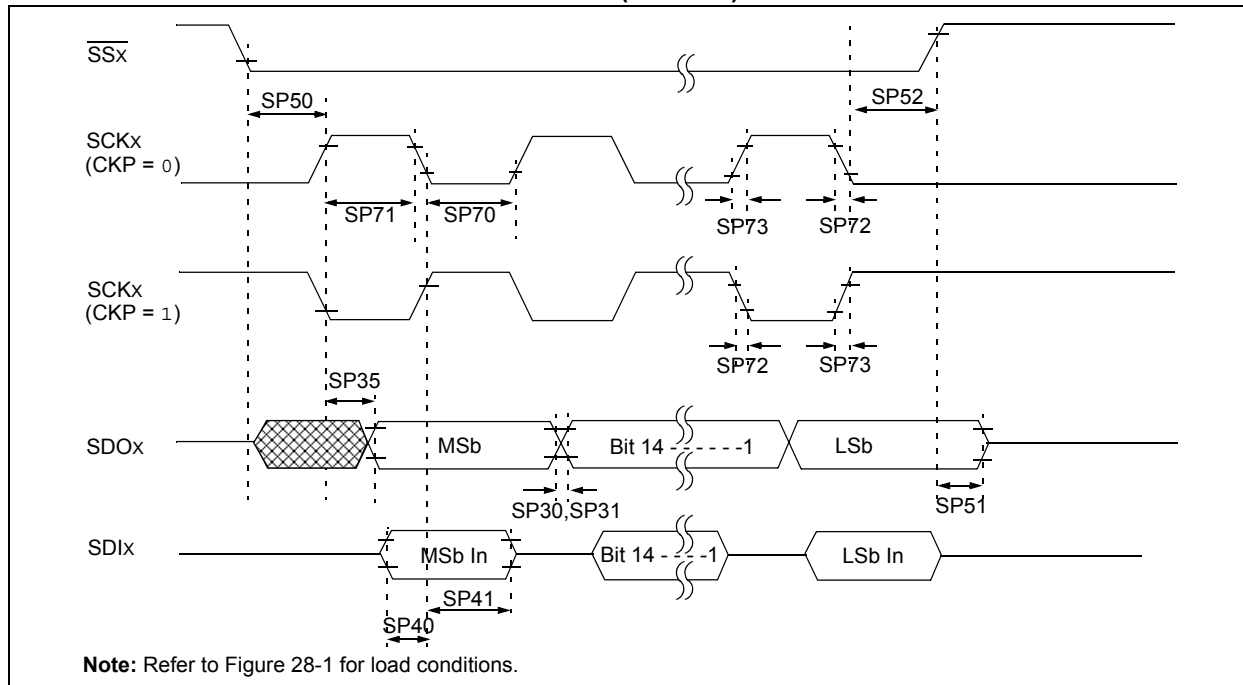 SSx
SP50
SP52
SCKx
(CKP = 0)
SP71
SP70
SP73
SP72
SCKx
(CKP = 1)
SP72
SP73
SP35
SDOx
MSb
Bit 14 - - - - - -1
LSb
SP30,SP31
SP51
SDIx
MSb In
Bit 14 - - - -1
LSb In
SP41
SP40
Note: Refer to Figure 28-1 for load conditions.